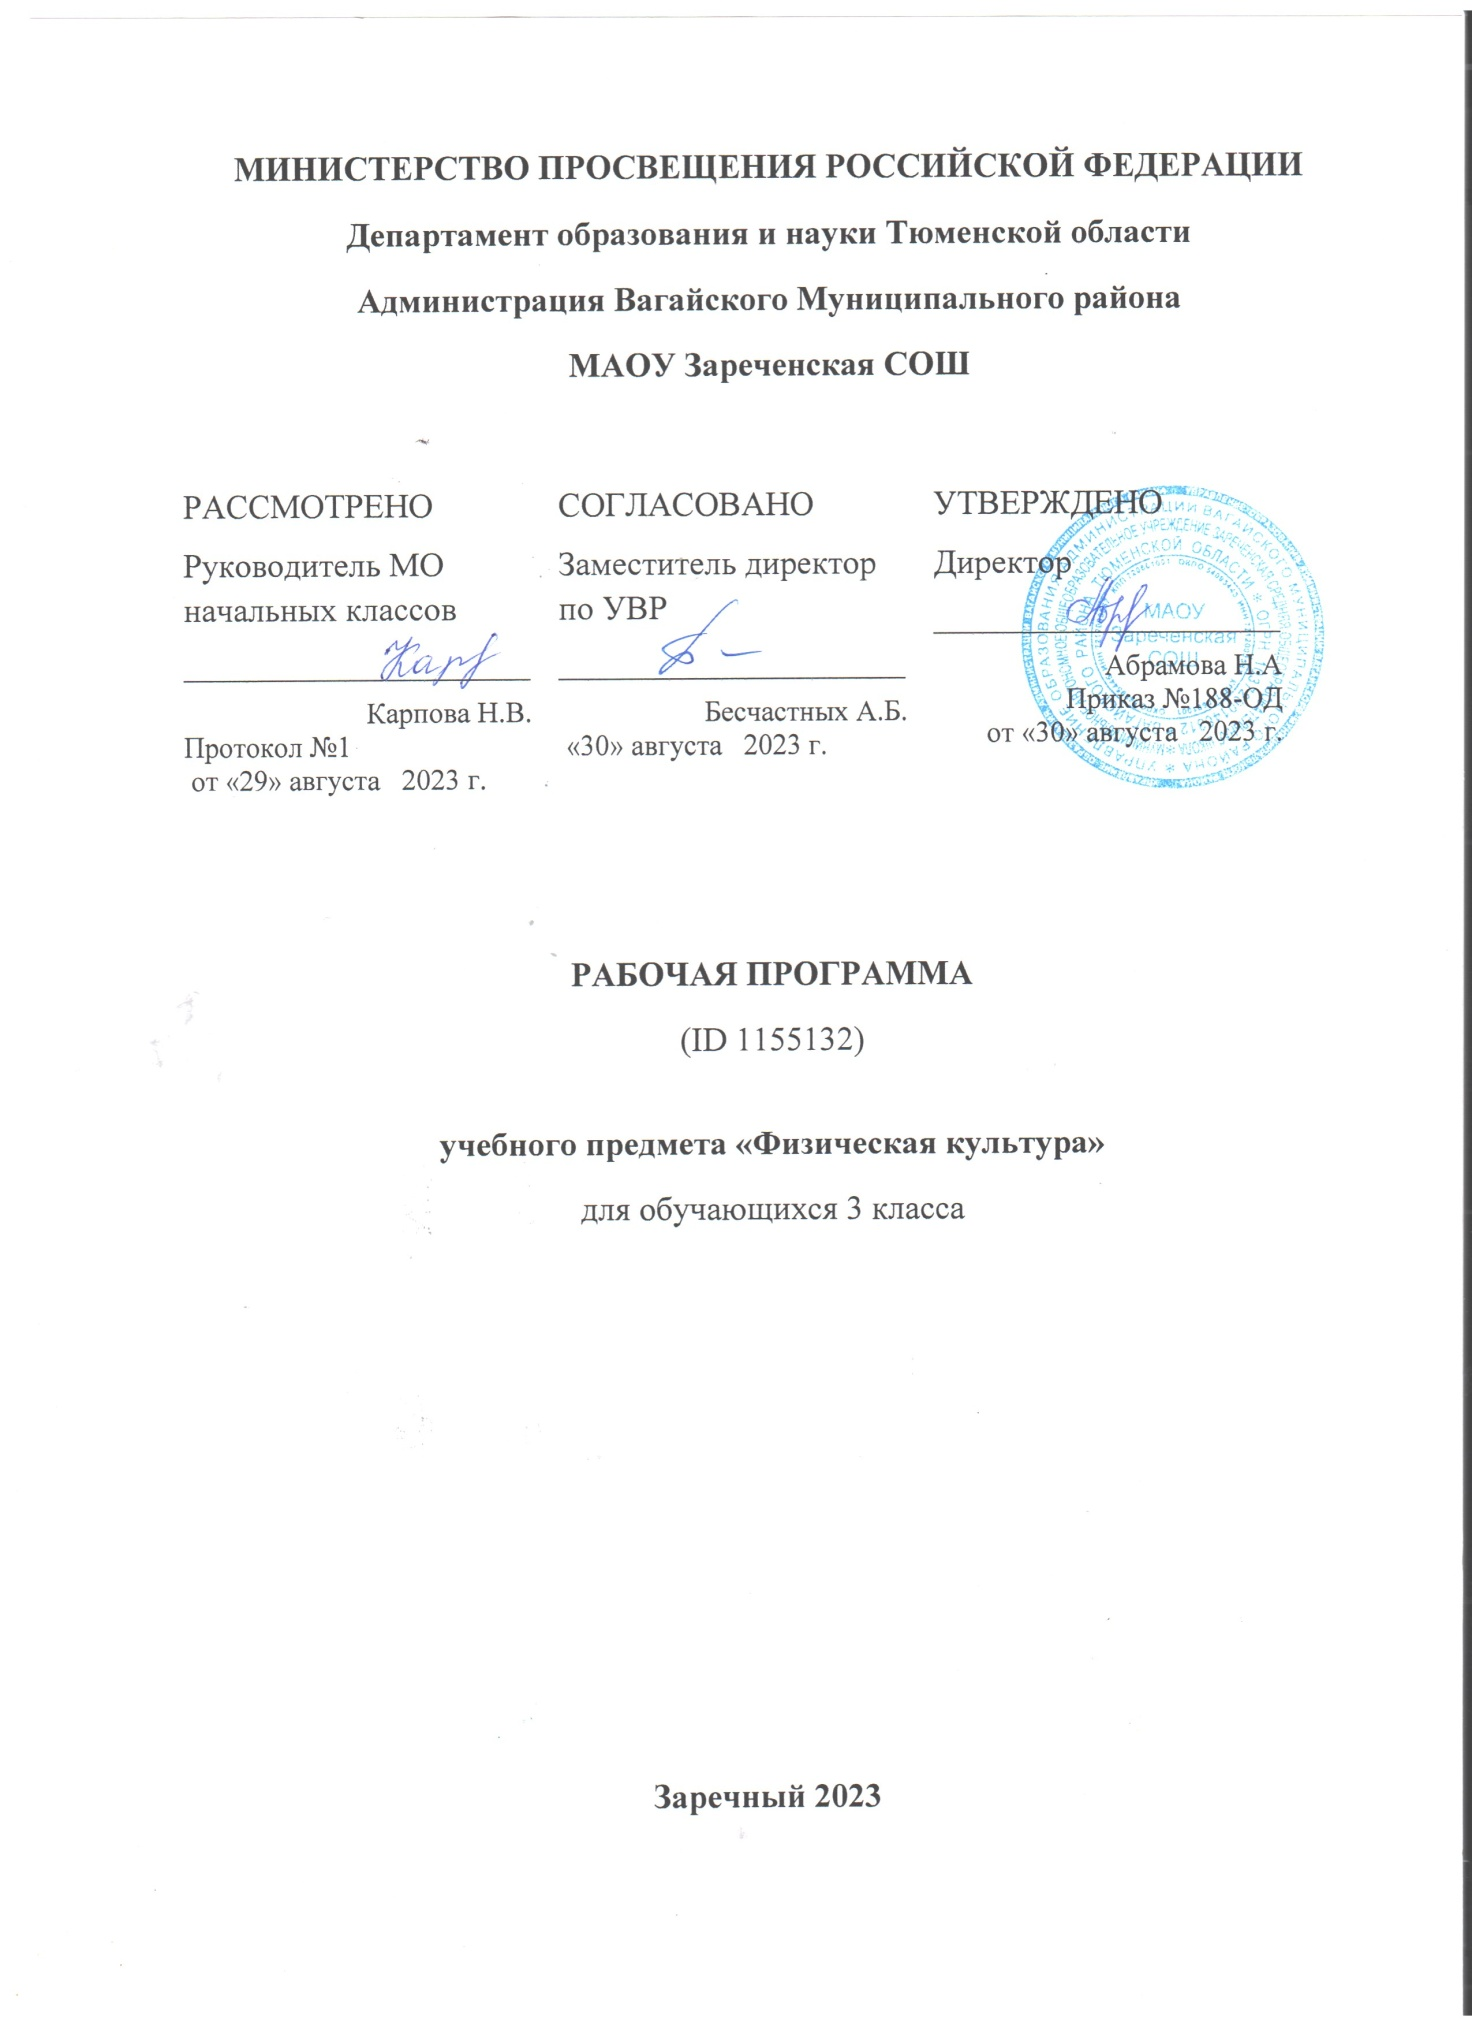 МИНИСТЕРСТВО ПРОСВЕЩЕНИЯ РОССИЙСКОЙ ФЕДЕРАЦИИ
Департамент образования и науки Тюменской области
Администрация Вагайского Муниципального района
МАОУ Зареченская СОШ
РАССМОТРЕНО
Руководитель МО
начальных классов
Карпова Н.В.
Протокол №1
от «29» августа 2023 г.
СОГЛАСОВАНО
Заместитель директор
по УВР
Бесчастных А.Б.
«30» августа 2023 г.
УТВЕРЖДЕНО
Директор
Абрамова Н.А
Приказ №188-ОД
от «30» августа 2023 г.
МАОУ
Зареченская
СОШ
РАБОЧАЯ ПРОГРАММА
(ID 1155132)
учебного предмета «Физическая культура»
для обучающихся 3 класса
Заречный 2023